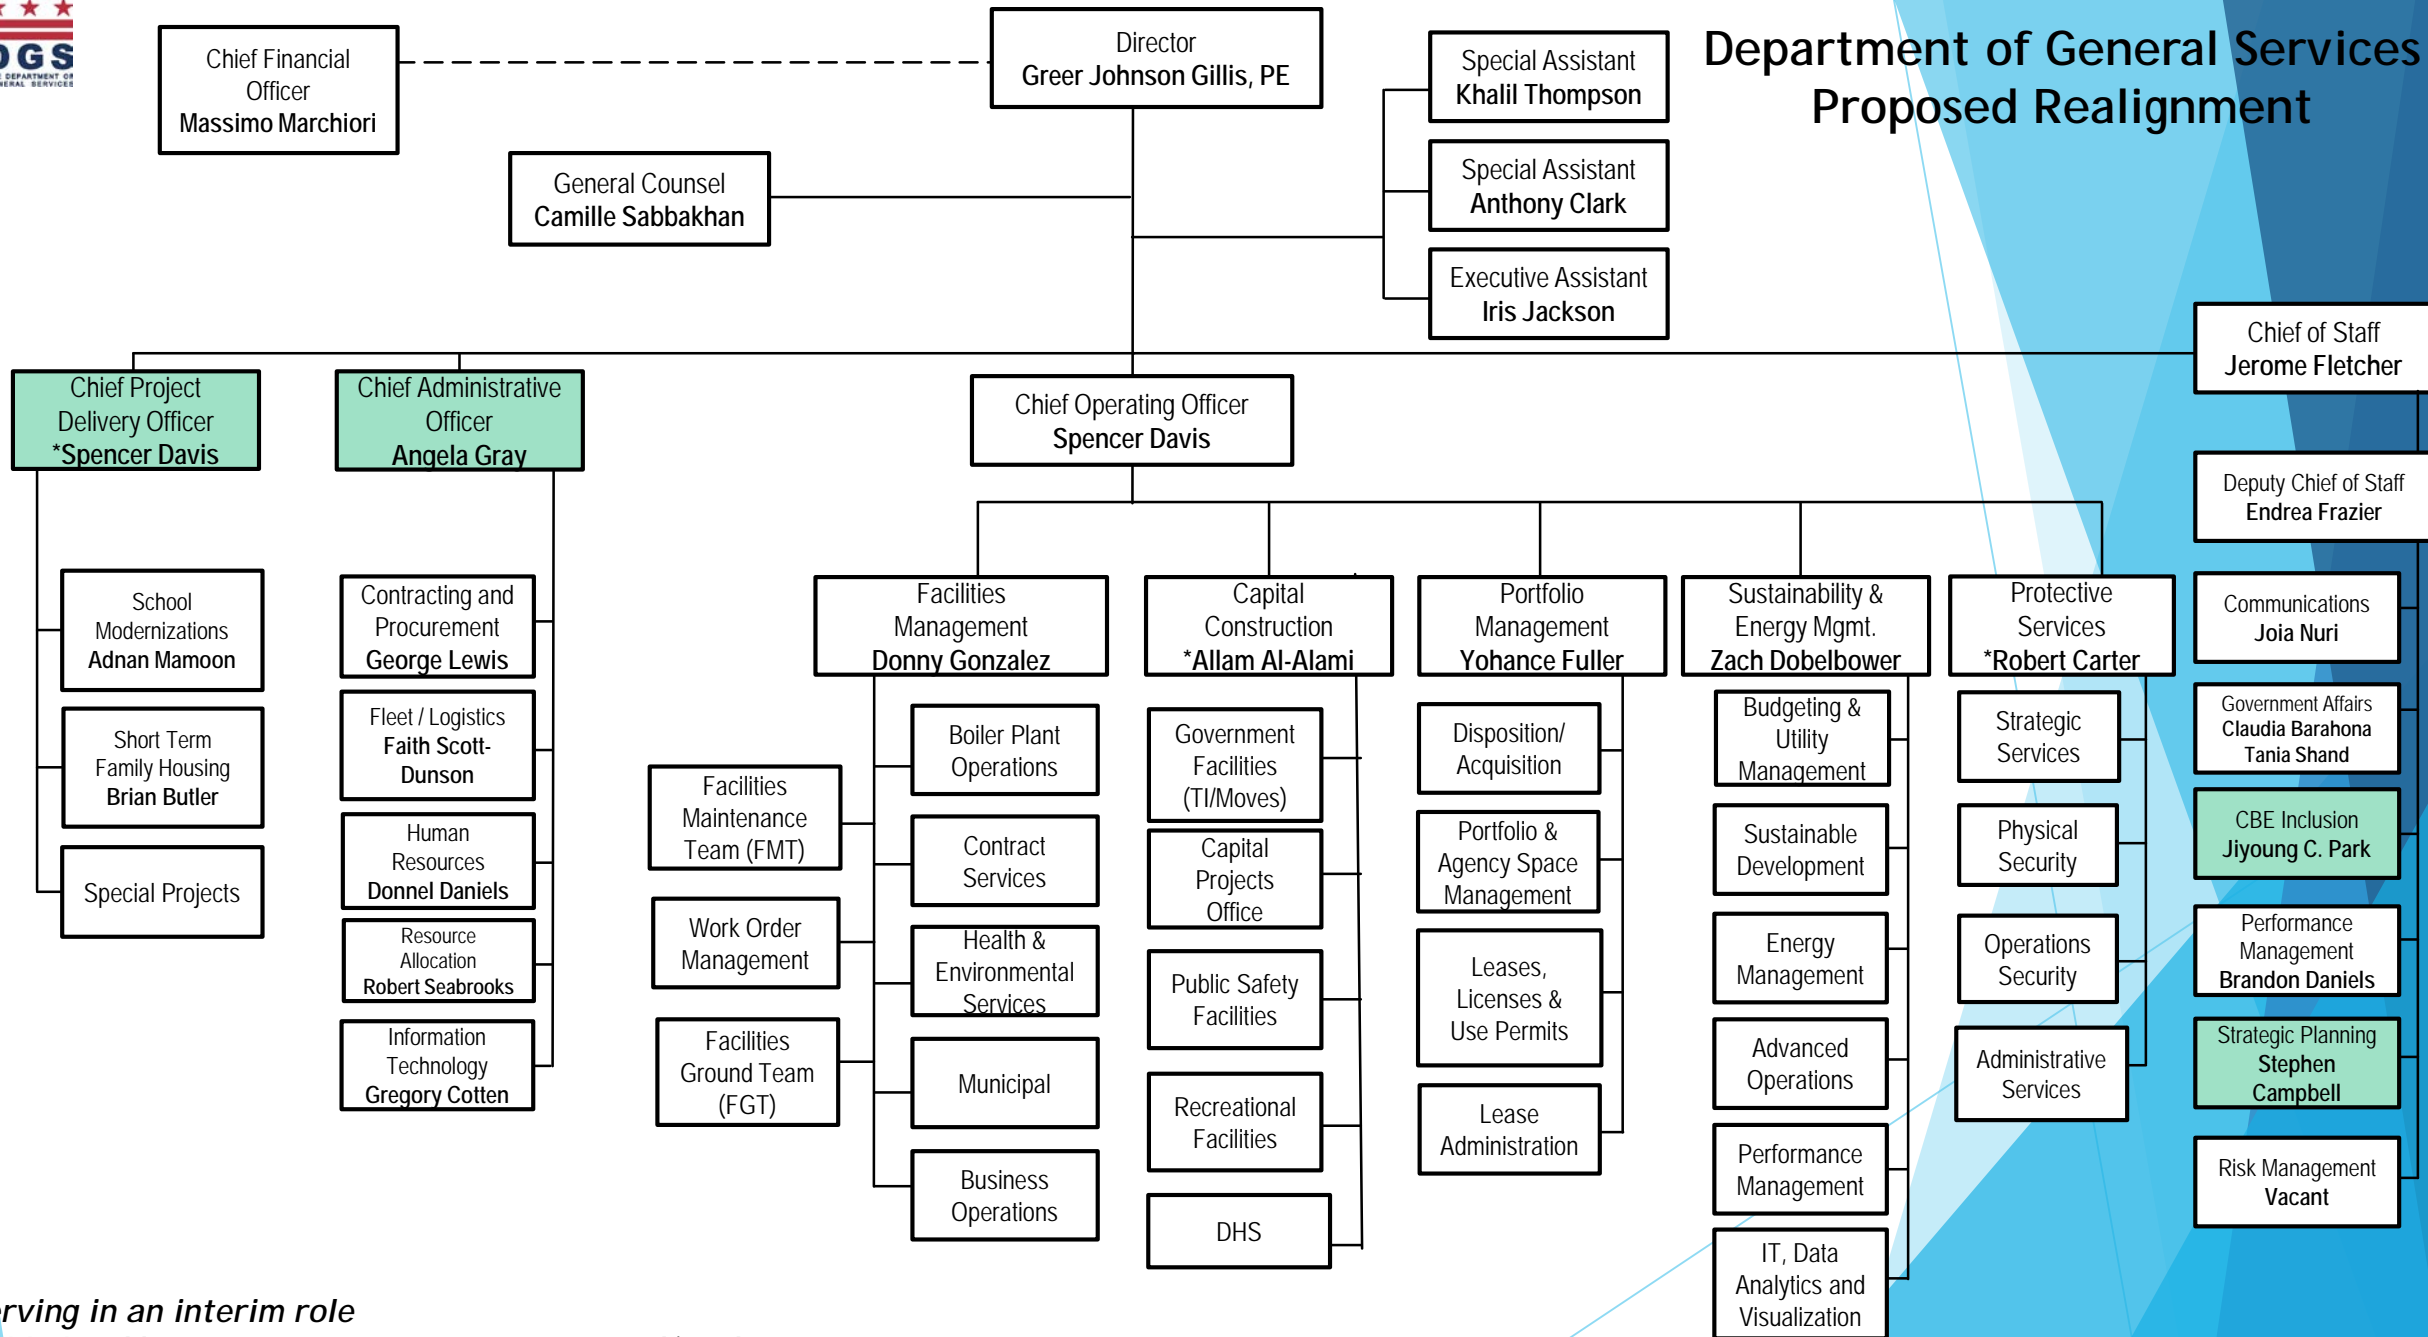 DGS
Department of General Services
Proposed Realignment
Chief Financial
Officer
Massimo Marchiori
Director
Greer Johnson Gillis, PE
General Counsel
Camille Sabbakhan
Special Assistant
Khalil Thompson
Special Assistant
Anthony Clark
Executive Assistant
Iris Jackson
Chief of Staff
Jerome Fletcher
Chief Project
Delivery Officer
*Spencer Davis
Chief Administrative
Officer
Angela Gray
Chief Operating Officer
Spencer Davis
Deputy Chief of Staff
Endrea Frazier
School
Modernizations
Adnan Mamoon
Short Term
Family Housing
Brian Butler
Special Projects
Contracting and
Procurement
George Lewis
Fleet / Logistics
Faith Scott-
Dunson
Human
Resources
Donnel Daniels
Resource
Allocation
Robert Seabrooks
Information
Technology
Gregory Cotten
Facilities
Management
Donny Gonzalez
Facilities
Maintenance
Team (FMT)
Work Order
Management
Facilities
Ground Team
(FGT)
Boiler Plant
Operations
Contract
Services
Health &
Environmental
Services
Municipal
Business
Operations
Capital
Construction
*Allam Al-Alami
Government
Facilities
(TI/Moves)
Capital
Projects
Office
Public Safety
Facilities
Recreational
Facilities
DHS
Portfolio
Management
Yohance Fuller
Disposition/
Acquisition
Portfolio &
Agency Space
Management
Leases,
Licenses &
Use Permits
Lease
Administration
Sustainability &
Energy Mgmt.
Zach Dobelbower
Budgeting &
Utility
Management
Sustainable
Development
Energy
Management
Advanced
Operations
Performance
Management
IT, Data
Analytics and
Visualization
Protective
Services
*Robert Carter
Strategic
Services
Physical
Security
Operations
Security
Administrative
Services
Communications
Joia Nuri
Government Affairs
Claudia Barahona
Tania Shand
CBE Inclusion
Jiyoung C. Park
Performance
Management
Brandon Daniels
Strategic Planning
Stephen
Campbell
Risk Management
Vacant
in an interim role